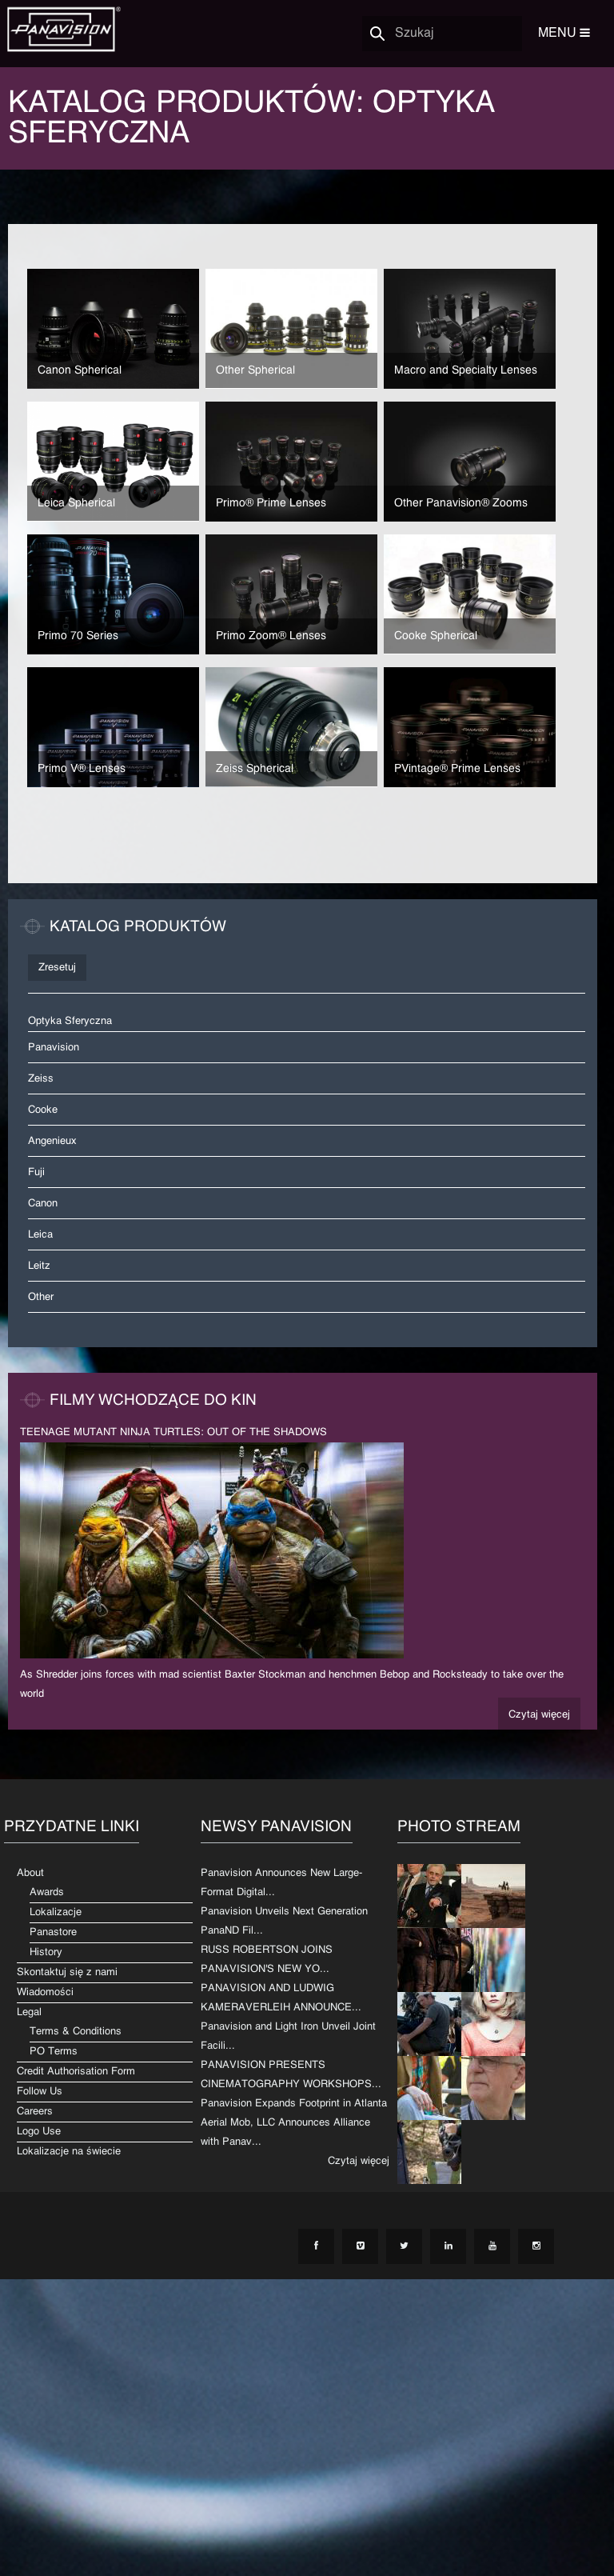 PANAVISION®
Szukaj
MENU
KATALOG PRODUKTÓW: OPTYKA
SFERYCZNA
Canon Spherical
Other Spherical
Macro and Specialty Lenses
Leica Spherical
Primo® Prime Lenses
Other Panavision® Zooms
Primo 70 Series
Primo Zoom® Lenses
Cooke Spherical
Primo V® Lenses
Zeiss Spherical
PVintage® Prime Lenses
KATALOG PRODUKTÓW
Zresetuj
Optyka Sferyczna
Panavision
Zeiss
Cooke
Angenieux
Fuji
Canon
Leica
Leitz
Other
FILMY WCHODZĄCE DO KIN
TEENAGE MUTANT NINJA TURTLES: OUT OF THE SHADOWS
As Shredder joins forces with mad scientist Baxter Stockman and henchmen Bebop and Rocksteady to take over the
world
Czytaj więcej
PRZYDATNE LINKI
About
Awards
Lokalizacje
Panastore
History
Skontaktuj się z nami
Wiadomości
Legal
Terms & Conditions
PO Terms
Credit Authorisation Form
Follow Us
Careers
Logo Use
Lokalizacje na świecie
NEWSY PANAVISION
Panavision Announces New Large-
Format Digital...
Panavision Unveils Next Generation
PanaND Fil...
RUSS ROBERTSON JOINS
PANAVISION'S NEW YO...
PANAVISION AND LUDWIG
KAMERAVERLEIH ANNOUNCE...
Panavision and Light Iron Unveil Joint
Facili...
PANAVISION PRESENTS
CINEMATOGRAPHY WORKSHOPS...
Panavision Expands Footprint in Atlanta
Aerial Mob, LLC Announces Alliance
with Panav...
Czytaj więcej
PHOTO STREAM